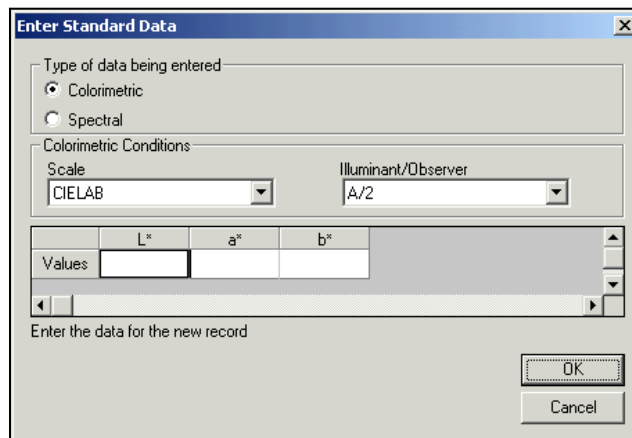 Enter Standard Data
Type of data being entered
Colorimetric
Spectral
Colorimetric Conditions
Scale Illuminant/Observer
CIELAB A/2
L* a* b*
Values
Enter the data for the new record
OK
Cancel